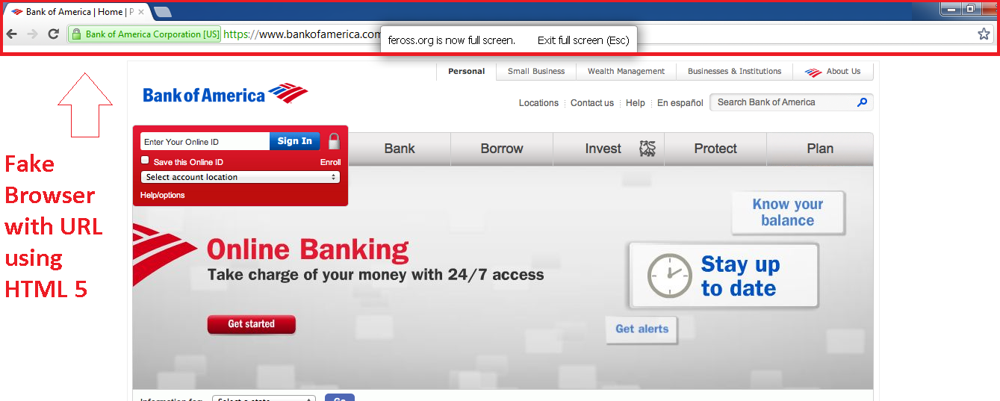 Bank of America | Home | P
Bank of America Corporation [US] https://www.bankofamerica.com
feross.org is now full screen. Exit full screen (Esc)
Personal Small Business Wealth Management Businesses & Institutions About Us
Bank of America
Locations Contact us Help En español Search Bank of America
Enter Your Online ID Sign In
Save this Online ID Enroll
Select account location
Help/options
Bank Borrow Invest Protect Plan
Fake
Browser
with URL
using
HTML 5
Online Banking
Take charge of your money with 24/7 access
Get started
Know your
balance
Stay up
to date
Get alerts
Information for: Select a state Go